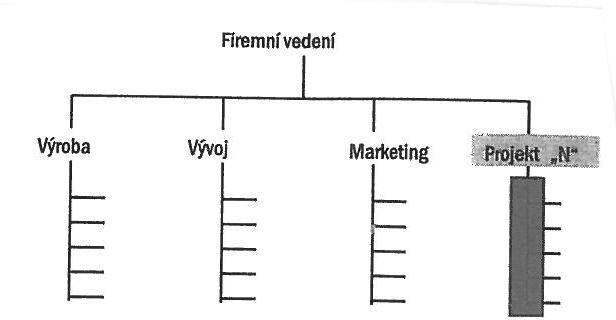 Firemní vedení
Výroba
Vývoj
Marketing
Projekt „N“